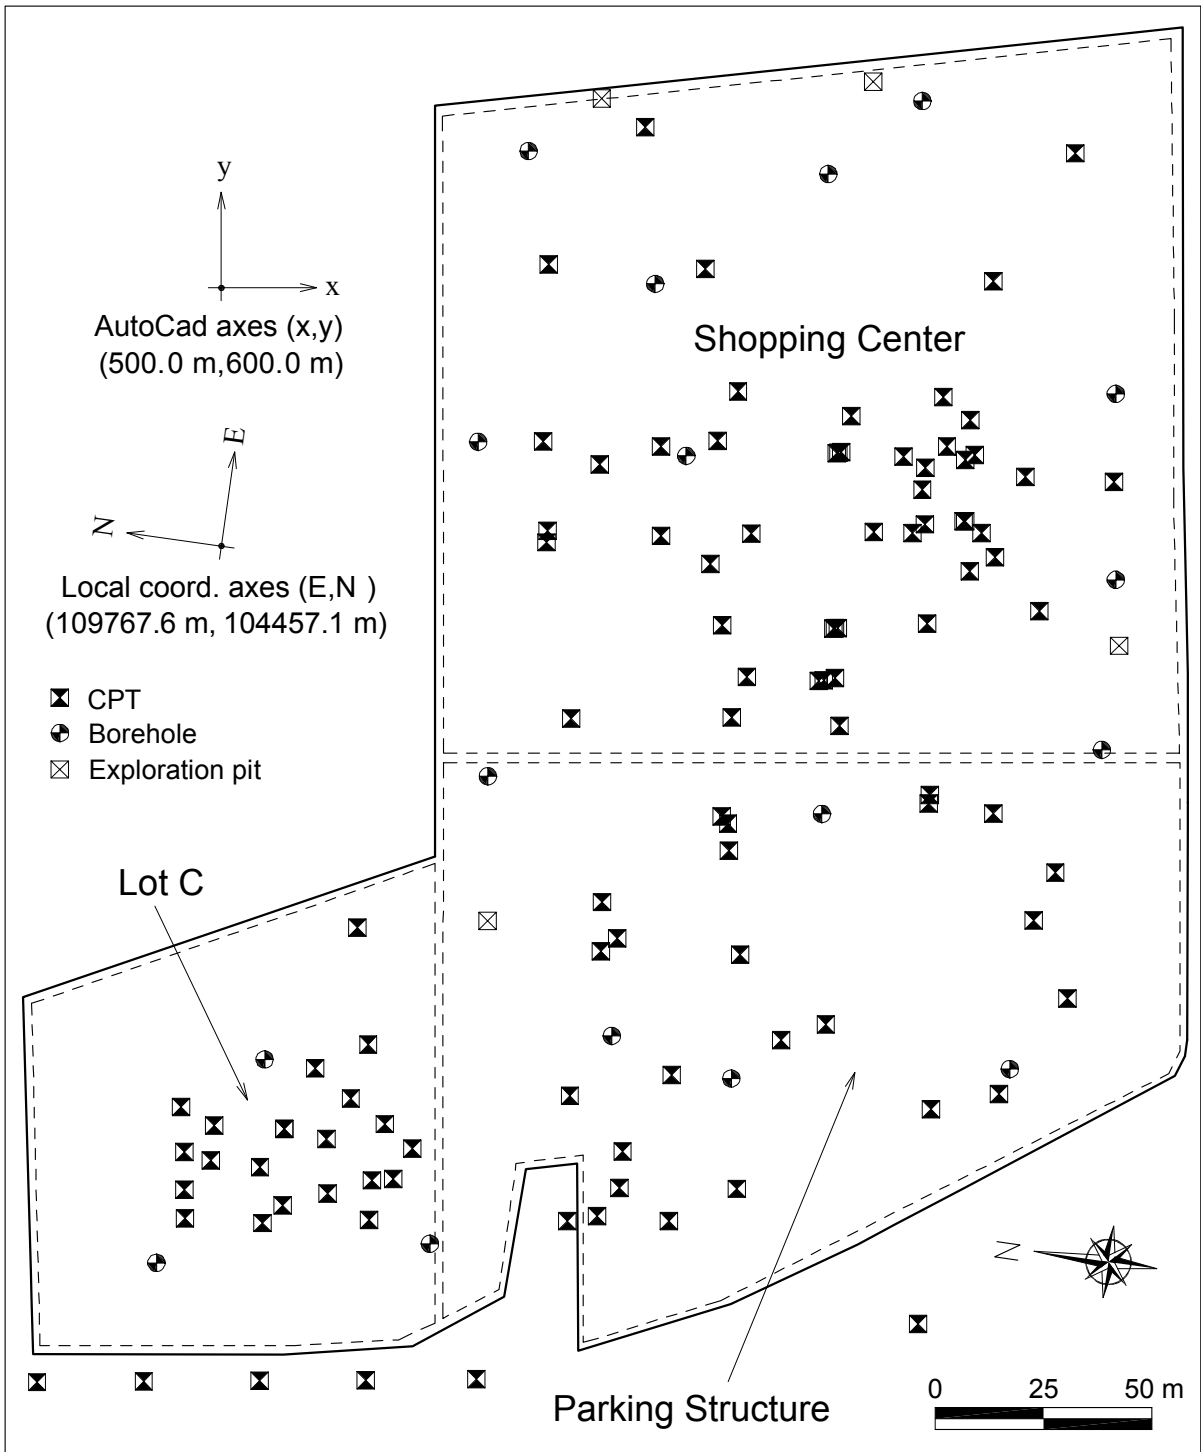 y
x
AutoCad axes (x,y)
(500.0 m,600.0 m)
Shopping Center
E
N
Local coord. axes (E,N )
(109767.6 m, 104457.1 m)
CPT
Borehole
Exploration pit
Lot C
N
0 25 50 m
Parking Structure